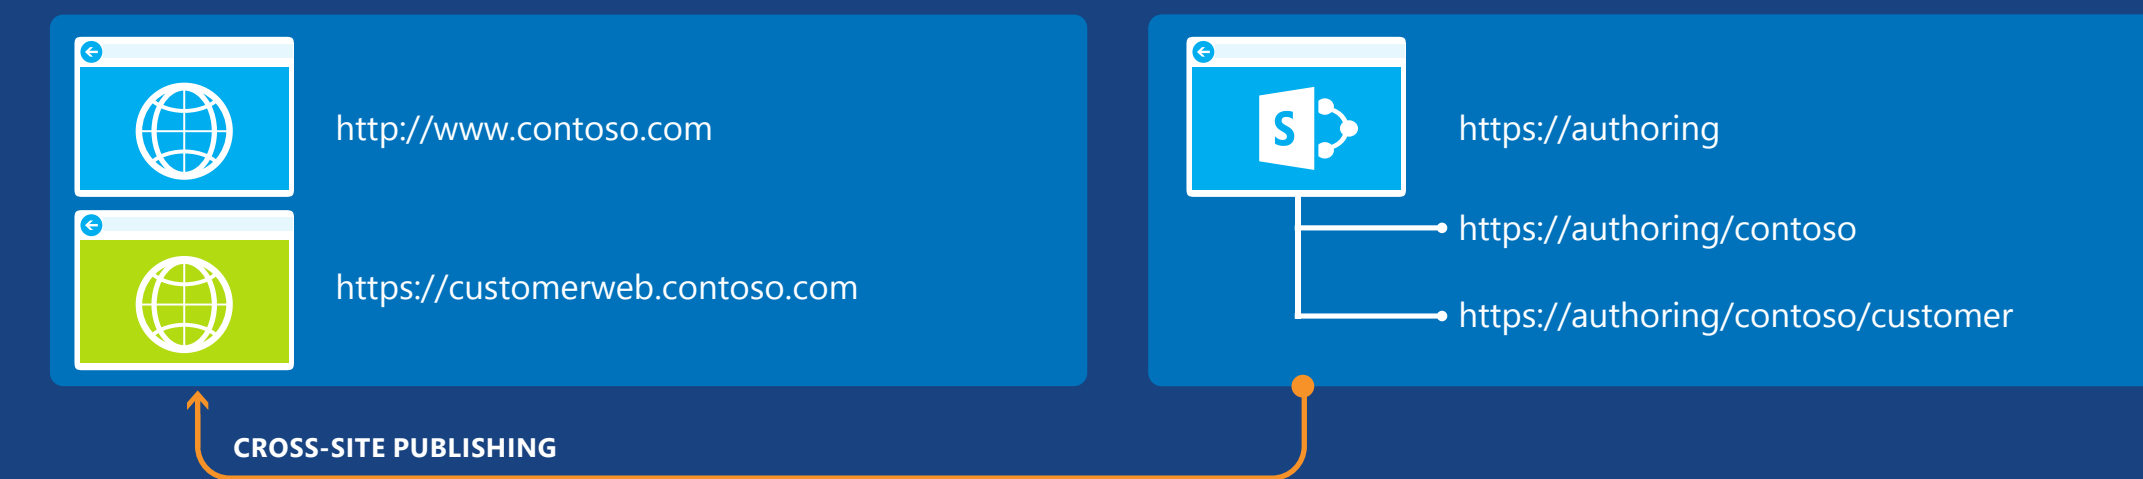 http://www.contoso.com
https://customerweb.contoso.com
S
https://authoring
https://authoring/contoso
https://authoring/contoso/customer
CROSS-SITE PUBLISHING